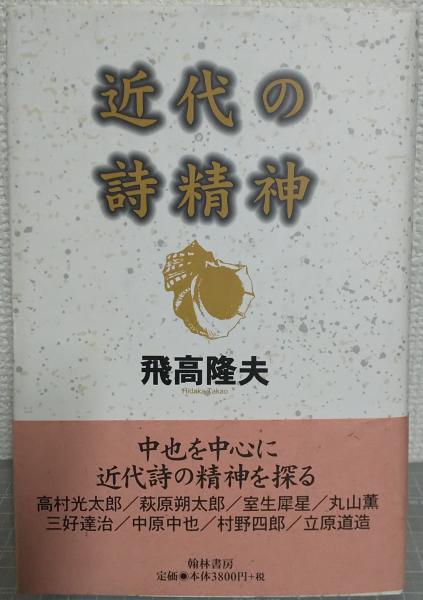 近代の
詩精神
飛高隆夫
Hidaka Takao
中也を中心に
近代詩の精神を探る
高村光太郎／萩原朔太郎／室生犀星／丸山薫
三好達治／中原中也／村野四郎／立原道造
翰林書房
定価◉本体3800円+税